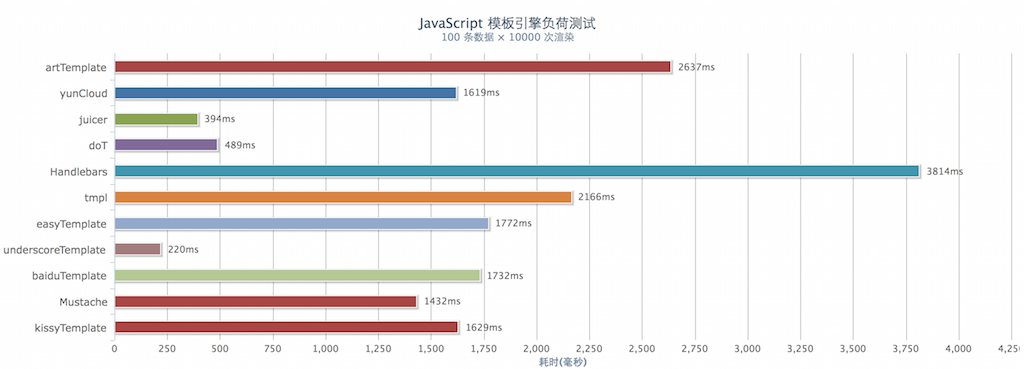 JavaScript 模板引擎负荷测试
100 条数据 × 10000 次渲染
artTemplate 2637ms
yunCloud 1619ms
juicer 394ms
doT 489ms
Handlebars 3814ms
tmpl 2166ms
easyTemplate 1772ms
underscoreTemplate 220ms
baiduTemplate 1732ms
Mustache 1432ms
kissyTemplate 1629ms
0 250 500 750 1,000 1,250 1,500 1,750 2,000 2,250 2,500 2,750 3,000 3,250 3,500 3,750 4,000 4,25
耗时(毫秒)